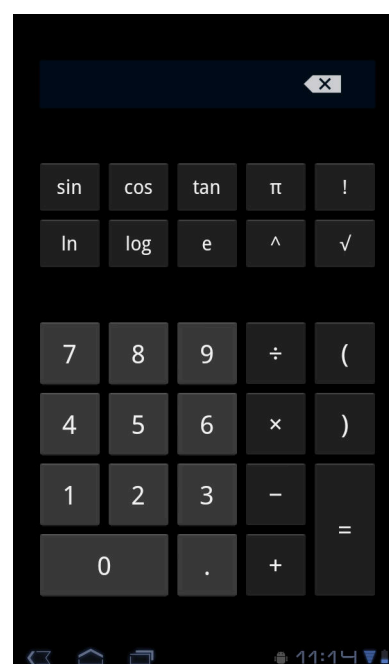 sin cos tan π !
ln log e ^ √
7 8 9 ÷ (
4 5 6 × )
1 2 3 −
=
0 . +
11:14